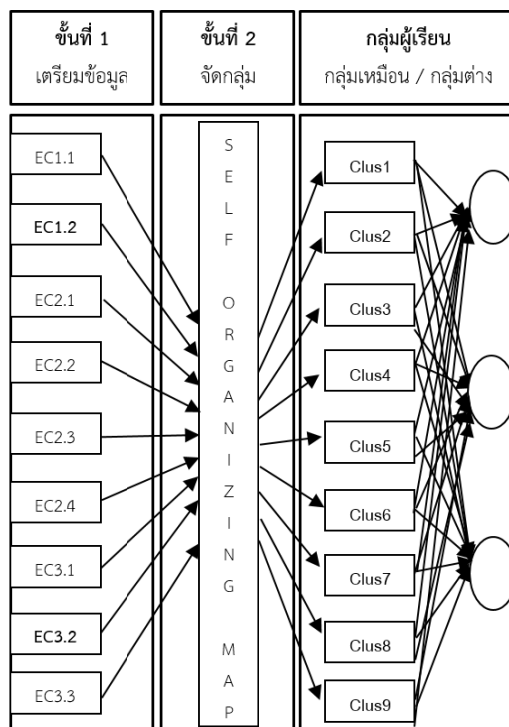 ขั้นที่ 1
เตรียมข้อมูล
ขั้นที่ 2
จัดกลุ่ม
กลุ่มผู้เรียน
กลุ่มเหมือน / กลุ่มต่าง
EC1.1
EC1.2
EC2.1
EC2.2
EC2.3
EC2.4
EC3.1
EC3.2
EC3.3
SELF ORGANIZING MAP
Clus1
Clus2
Clus3
Clus4
Clus5
Clus6
Clus7
Clus8
Clus9